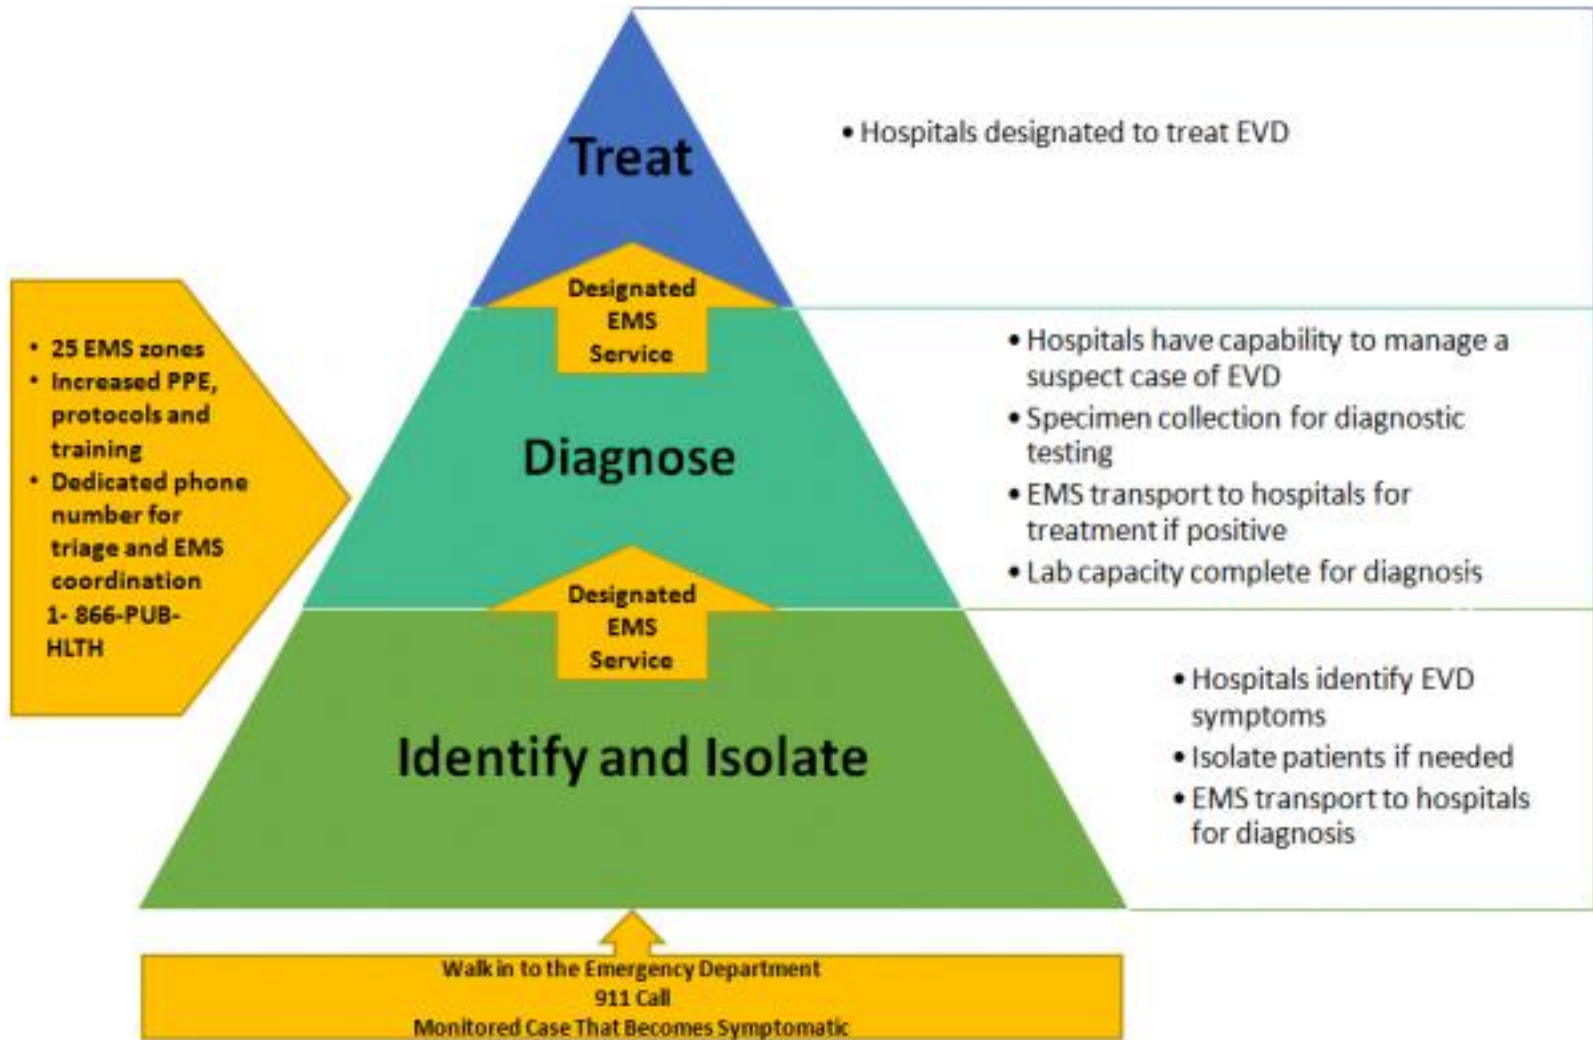 Treat
• Hospitals designated to treat EVD
Designated
EMS
Service
• 25 EMS zones
• Increased PPE,
protocols and
training
• Dedicated phone
number for
triage and EMS
coordination
1- 866-PUB-
HLTH
Diagnose
• Hospitals have capability to manage a
suspect case of EVD
• Specimen collection for diagnostic
testing
• EMS transport to hospitals for
treatment if positive
• Lab capacity complete for diagnosis
Designated
EMS
Service
Identify and Isolate
• Hospitals identify EVD
symptoms
• Isolate patients if needed
• EMS transport to hospitals
for diagnosis
Walk in to the Emergency Department
911 Call
Monitored Case That Becomes Symptomatic